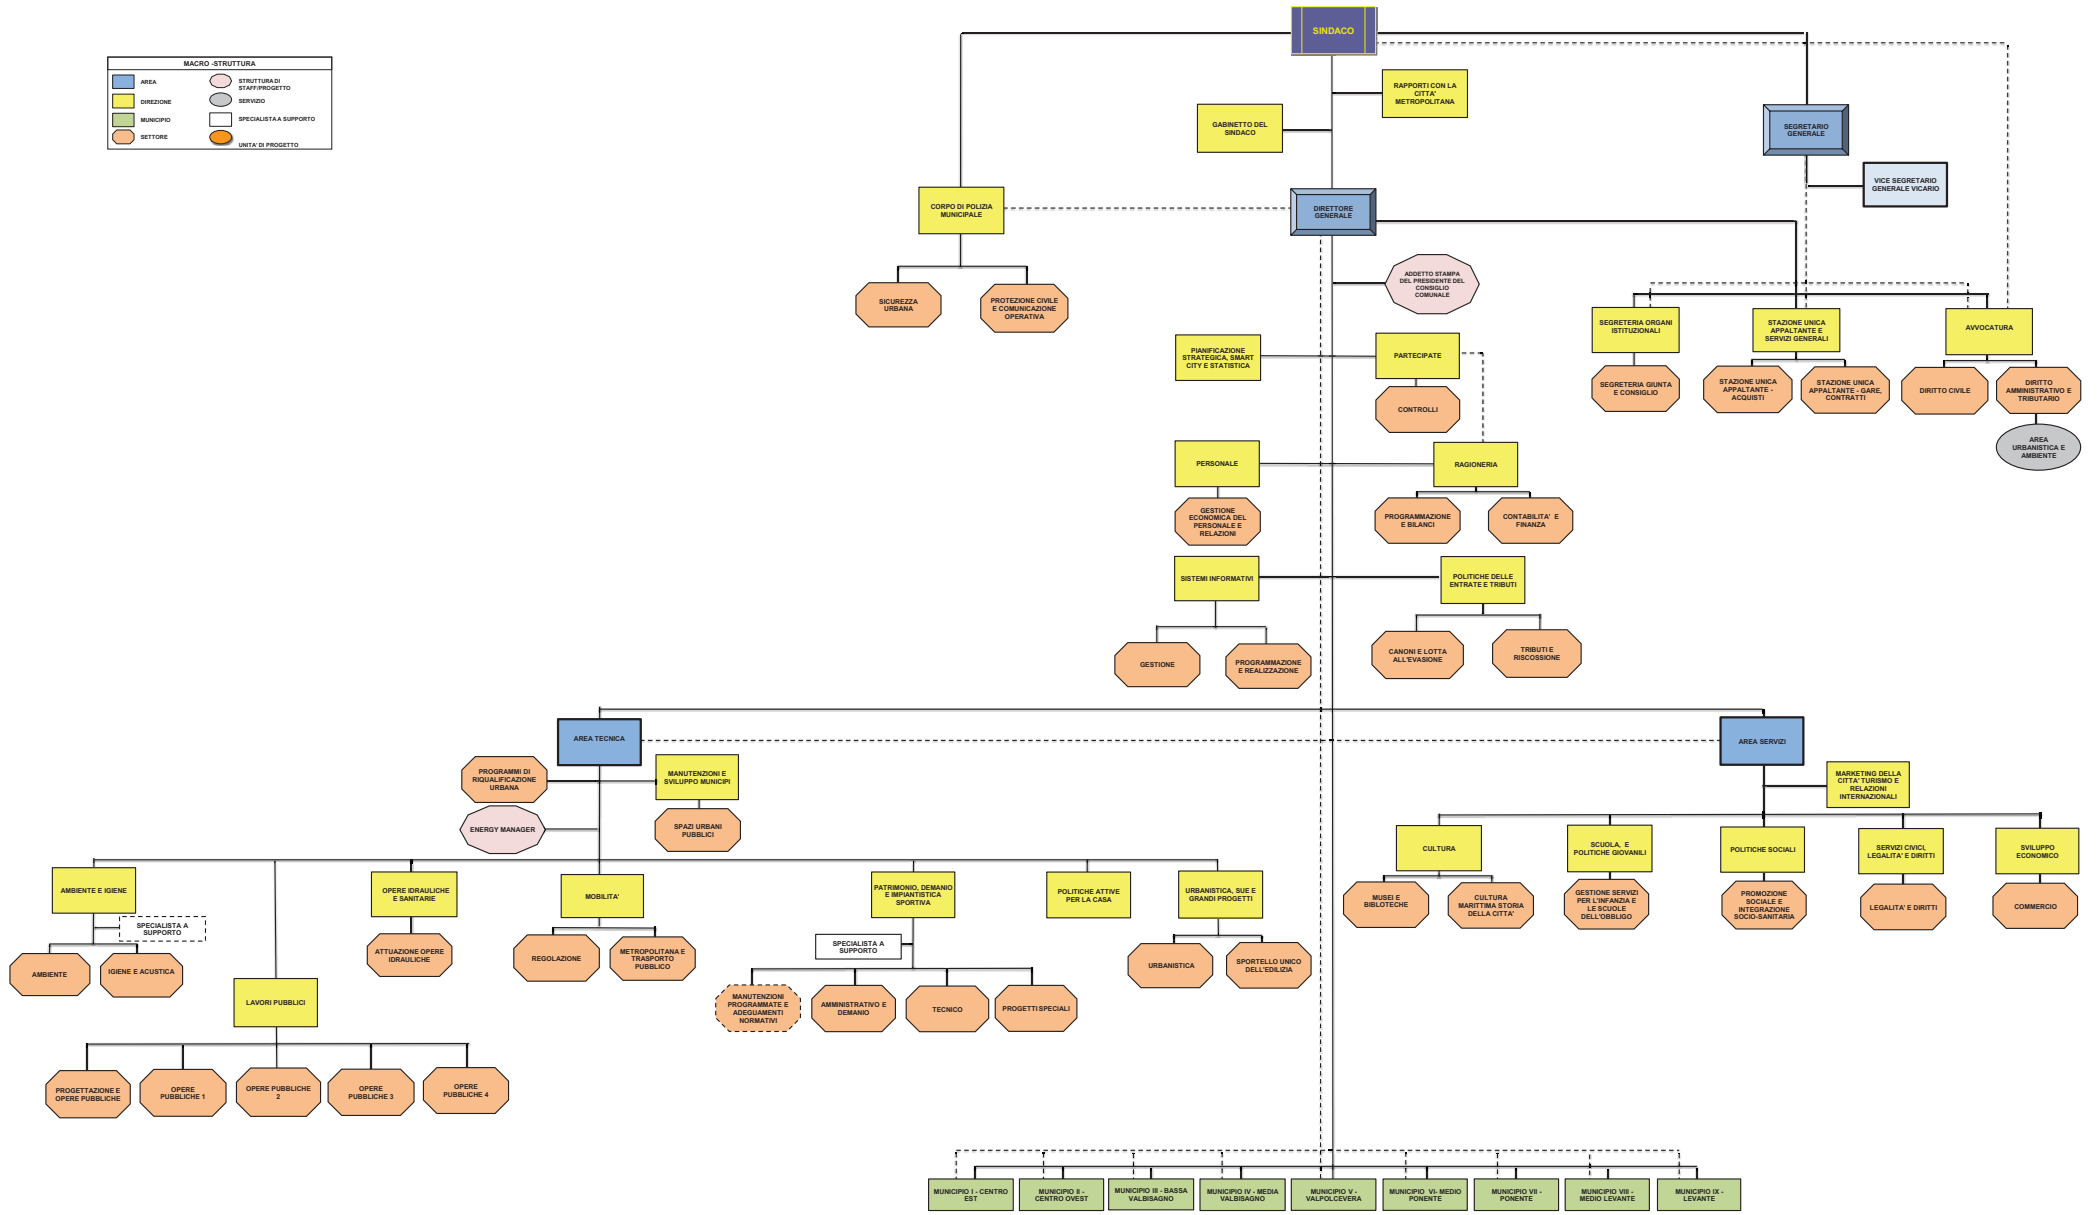 SINDACO
MACRO -STRUTTURA
AREA
STRUTTURA DI
STAFF/PROGETTO
DIREZIONE
SERVIZIO
MUNICIPIO
SPECIALISTA A SUPPORTO
SETTORE
UNITA' DI PROGETTO
RAPPORTI CON LA
CITTA'
METROPOLITANA
GABINETTO DEL
SINDACO
SEGRETARIO
GENERALE
VICE SEGRETARIO
GENERALE VICARIO
CORPO DI POLIZIA
MUNICIPALE
DIRETTORE
GENERALE
SICUREZZA
URBANA
PROTEZIONE CIVILE
E COMUNICAZIONE
OPERATIVA
ADDETTO STAMPA
DEL PRESIDENTE DEL
CONSIGLIO
COMUNALE
SEGRETERIA ORGANI
ISTITUZIONALI
STAZIONE UNICA
APPALTANTE E
SERVIZI GENERALI
AVVOCATURA
PIANIFICAZIONE
STRATEGICA, SMART
CITY E STATISTICA
PARTECIPATE
SEGRETERIA GIUNTA
E CONSIGLIO
STAZIONE UNICA
APPALTANTE -
ACQUISTI
STAZIONE UNICA
APPALTANTE - GARE,
CONTRATTI
DIRITTO CIVILE
DIRITTO
AMMINISTRATIVO E
TRIBUTARIO
CONTROLLI
AREA
URBANISTICA E
AMBIENTE
PERSONALE
RAGIONERIA
GESTIONE
ECONOMICA DEL
PERSONALE E
RELAZIONI
PROGRAMMAZIONE
E BILANCI
CONTABILITA' E
FINANZA
SISTEMI INFORMATIVI
POLITICHE DELLE
ENTRATE E TRIBUTI
GESTIONE
PROGRAMMAZIONE
E REALIZZAZIONE
CANONI E LOTTA
ALL'EVASIONE
TRIBUTI E
RISCOSSIONE
AREA TECNICA
AREA SERVIZI
PROGRAMMI DI
RIQUALIFICAZIONE
URBANA
MANUTENZIONI E
SVILUPPO MUNICIPI
MARKETING DELLA
CITTA' TURISMO E
RELAZIONI
INTERNAZIONALI
ENERGY MANAGER
SPAZI URBANI
PUBBLICI
CULTURA
SCUOLA, E
POLITICHE GIOVANILI
POLITICHE SOCIALI
SERVIZI CIVICI,
LEGALITA' E DIRITTI
SVILUPPO
ECONOMICO
AMBIENTE E IGIENE
OPERE IDRAULICHE
E SANITARIE
MOBILITA'
PATRIMONIO, DEMANIO
E IMPIANTISTICA
SPORTIVA
POLITICHE ATTIVE
PER LA CASA
URBANISTICA, SUE E
GRANDI PROGETTI
MUSEI E
BIBLOTECHE
CULTURA
MARITTIMA STORIA
DELLA CITTA'
GESTIONE SERVIZI
PER L'INFANZIA E
LE SCUOLE
DELL'OBBLIGO
PROMOZIONE
SOCIALE E
INTEGRAZIONE
SOCIO-SANITARIA
LEGALITA' E DIRITTI
COMMERCIO
SPECIALISTA A
SUPPORTO
AMBIENTE
IGIENE E ACUSTICA
ATTUAZIONE OPERE
IDRAULICHE
REGOLAZIONE
METROPOLITANA E
TRASPORTO
PUBBLICO
SPECIALISTA A
SUPPORTO
URBANISTICA
SPORTELLO UNICO
DELL'EDILIZIA
LAVORI PUBBLICI
MANUTENZIONI
PROGRAMMATE E
ADEGUAMENTI
NORMATIVI
AMMINISTRATIVO E
DEMANIO
TECNICO
PROGETTI SPECIALI
PROGETTAZIONE E
OPERE PUBBLICHE
OPERE
PUBBLICHE 1
OPERE PUBBLICHE
2
OPERE
PUBBLICHE 3
OPERE
PUBBLICHE 4
MUNICIPIO I - CENTRO
EST
MUNICIPIO II -
CENTRO OVEST
MUNICIPIO III - BASSA
VALBISAGNO
MUNICIPIO IV - MEDIA
VALBISAGNO
MUNICIPIO V -
VALPOLCEVERA
MUNICIPIO VI- MEDIO
PONENTE
MUNICIPIO VII -
PONENTE
MUNICIPIO VIII -
MEDIO LEVANTE
MUNICIPIO IX -
LEVANTE